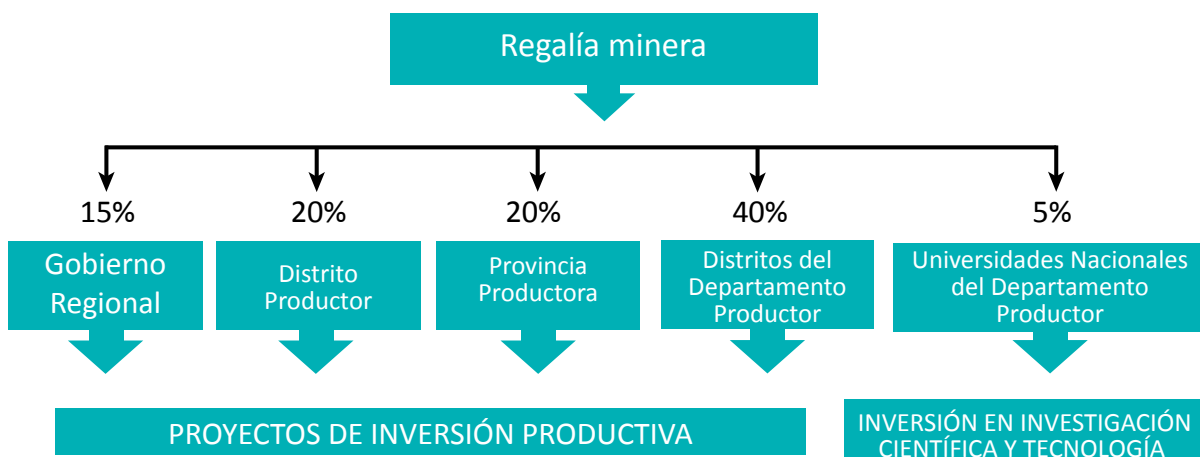 Regalía minera
15%
20%
20%
40%
5%
Gobierno
Regional
Distrito
Productor
Provincia
Productora
Distritos del
Departamento
Productor
Universidades Nacionales
del Departamento
Productor
PROYECTOS DE INVERSIÓN PRODUCTIVA
INVERSIÓN EN INVESTIGACIÓN
CIENTÍFICA Y TECNOLOGÍA